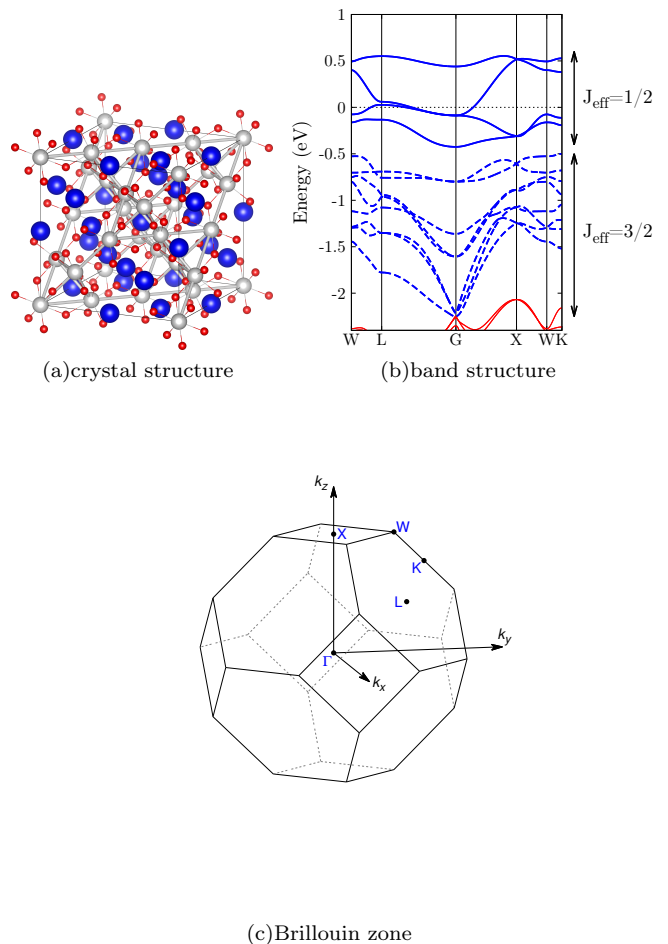 1
0.5
0
-0.5
-1
-1.5
-2
Energy (eV)
W L G X W K
J_eff=1/2
J_eff=3/2
(a)crystal structure
(b)band structure
k_z
X
W
K
L
k_y
Γ
k_x
(c)Brillouin zone